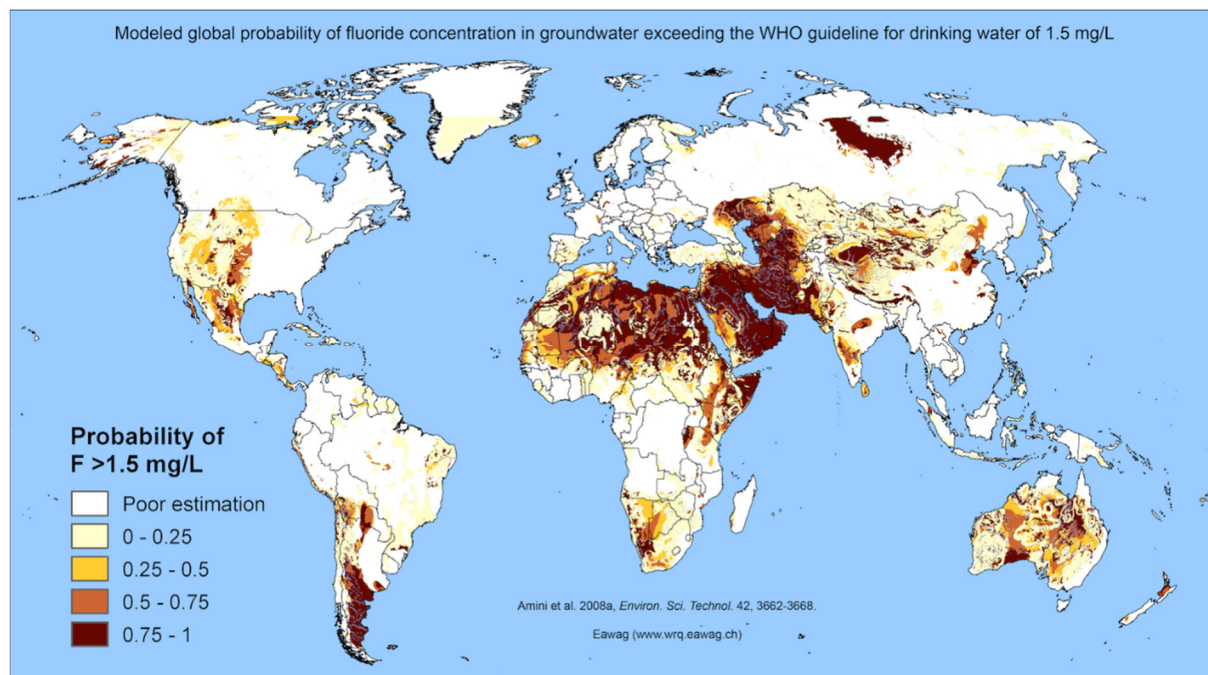 Modeled global probability of fluoride concentration in groundwater exceeding the WHO guideline for drinking water of 1.5 mg/L
Probability of
F >1.5 mg/L
Poor estimation
0 - 0.25
0.25 - 0.5
0.5 - 0.75
0.75 - 1
Amini et al. 2008a, Environ. Sci. Technol. 42, 3662-3668.
Eawag (www.wrq.eawag.ch)